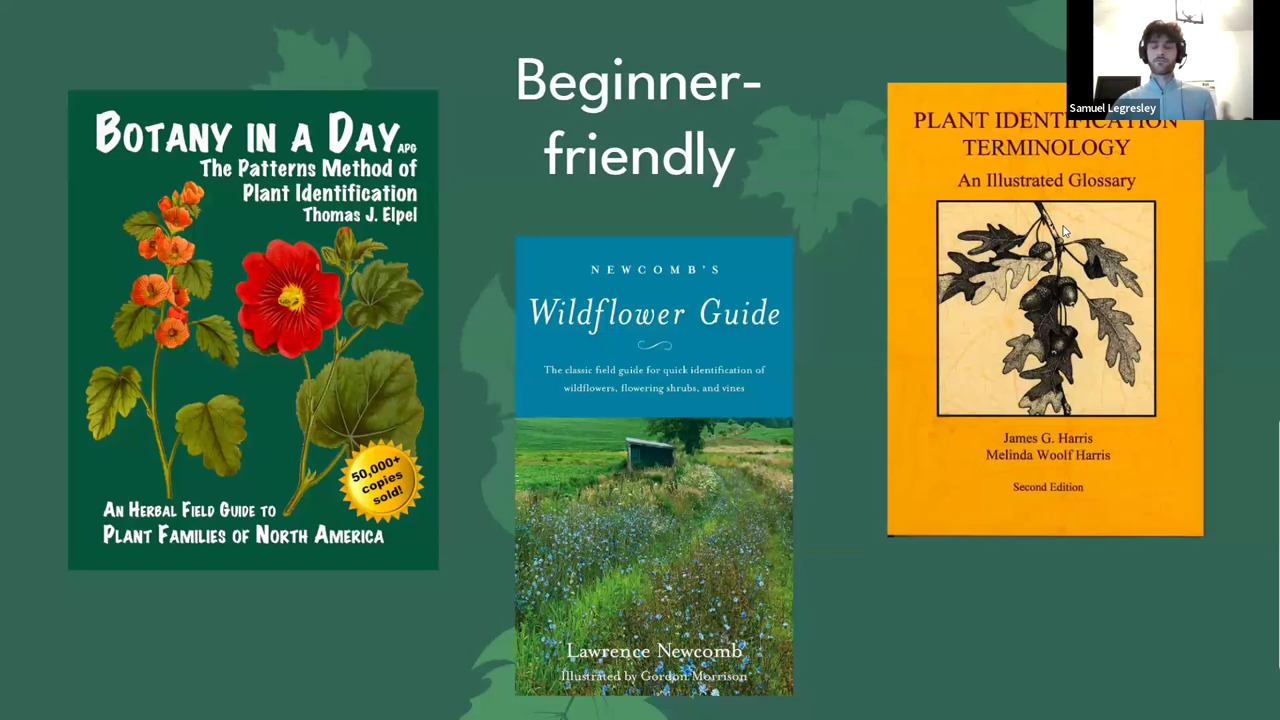 Beginner-
friendly
BOTANY IN A DAY APG
The Patterns Method of
Plant Identification
Thomas J. Elpel
50,000+
copies
sold!
AN HERBAL FIELD GUIDE TO
PLANT FAMILIES OF NORTH AMERICA
NEWCOMB'S
Wildflower Guide
The classic field guide for quick identification of
wildflowers, flowering shrubs, and vines
Lawrence Newcomb
Illustrated by Gordon Morrison
Samuel Legresley
PLANT IDENTIFICATION
TERMINOLOGY
An Illustrated Glossary
James G. Harris
Melinda Woolf Harris
Second Edition